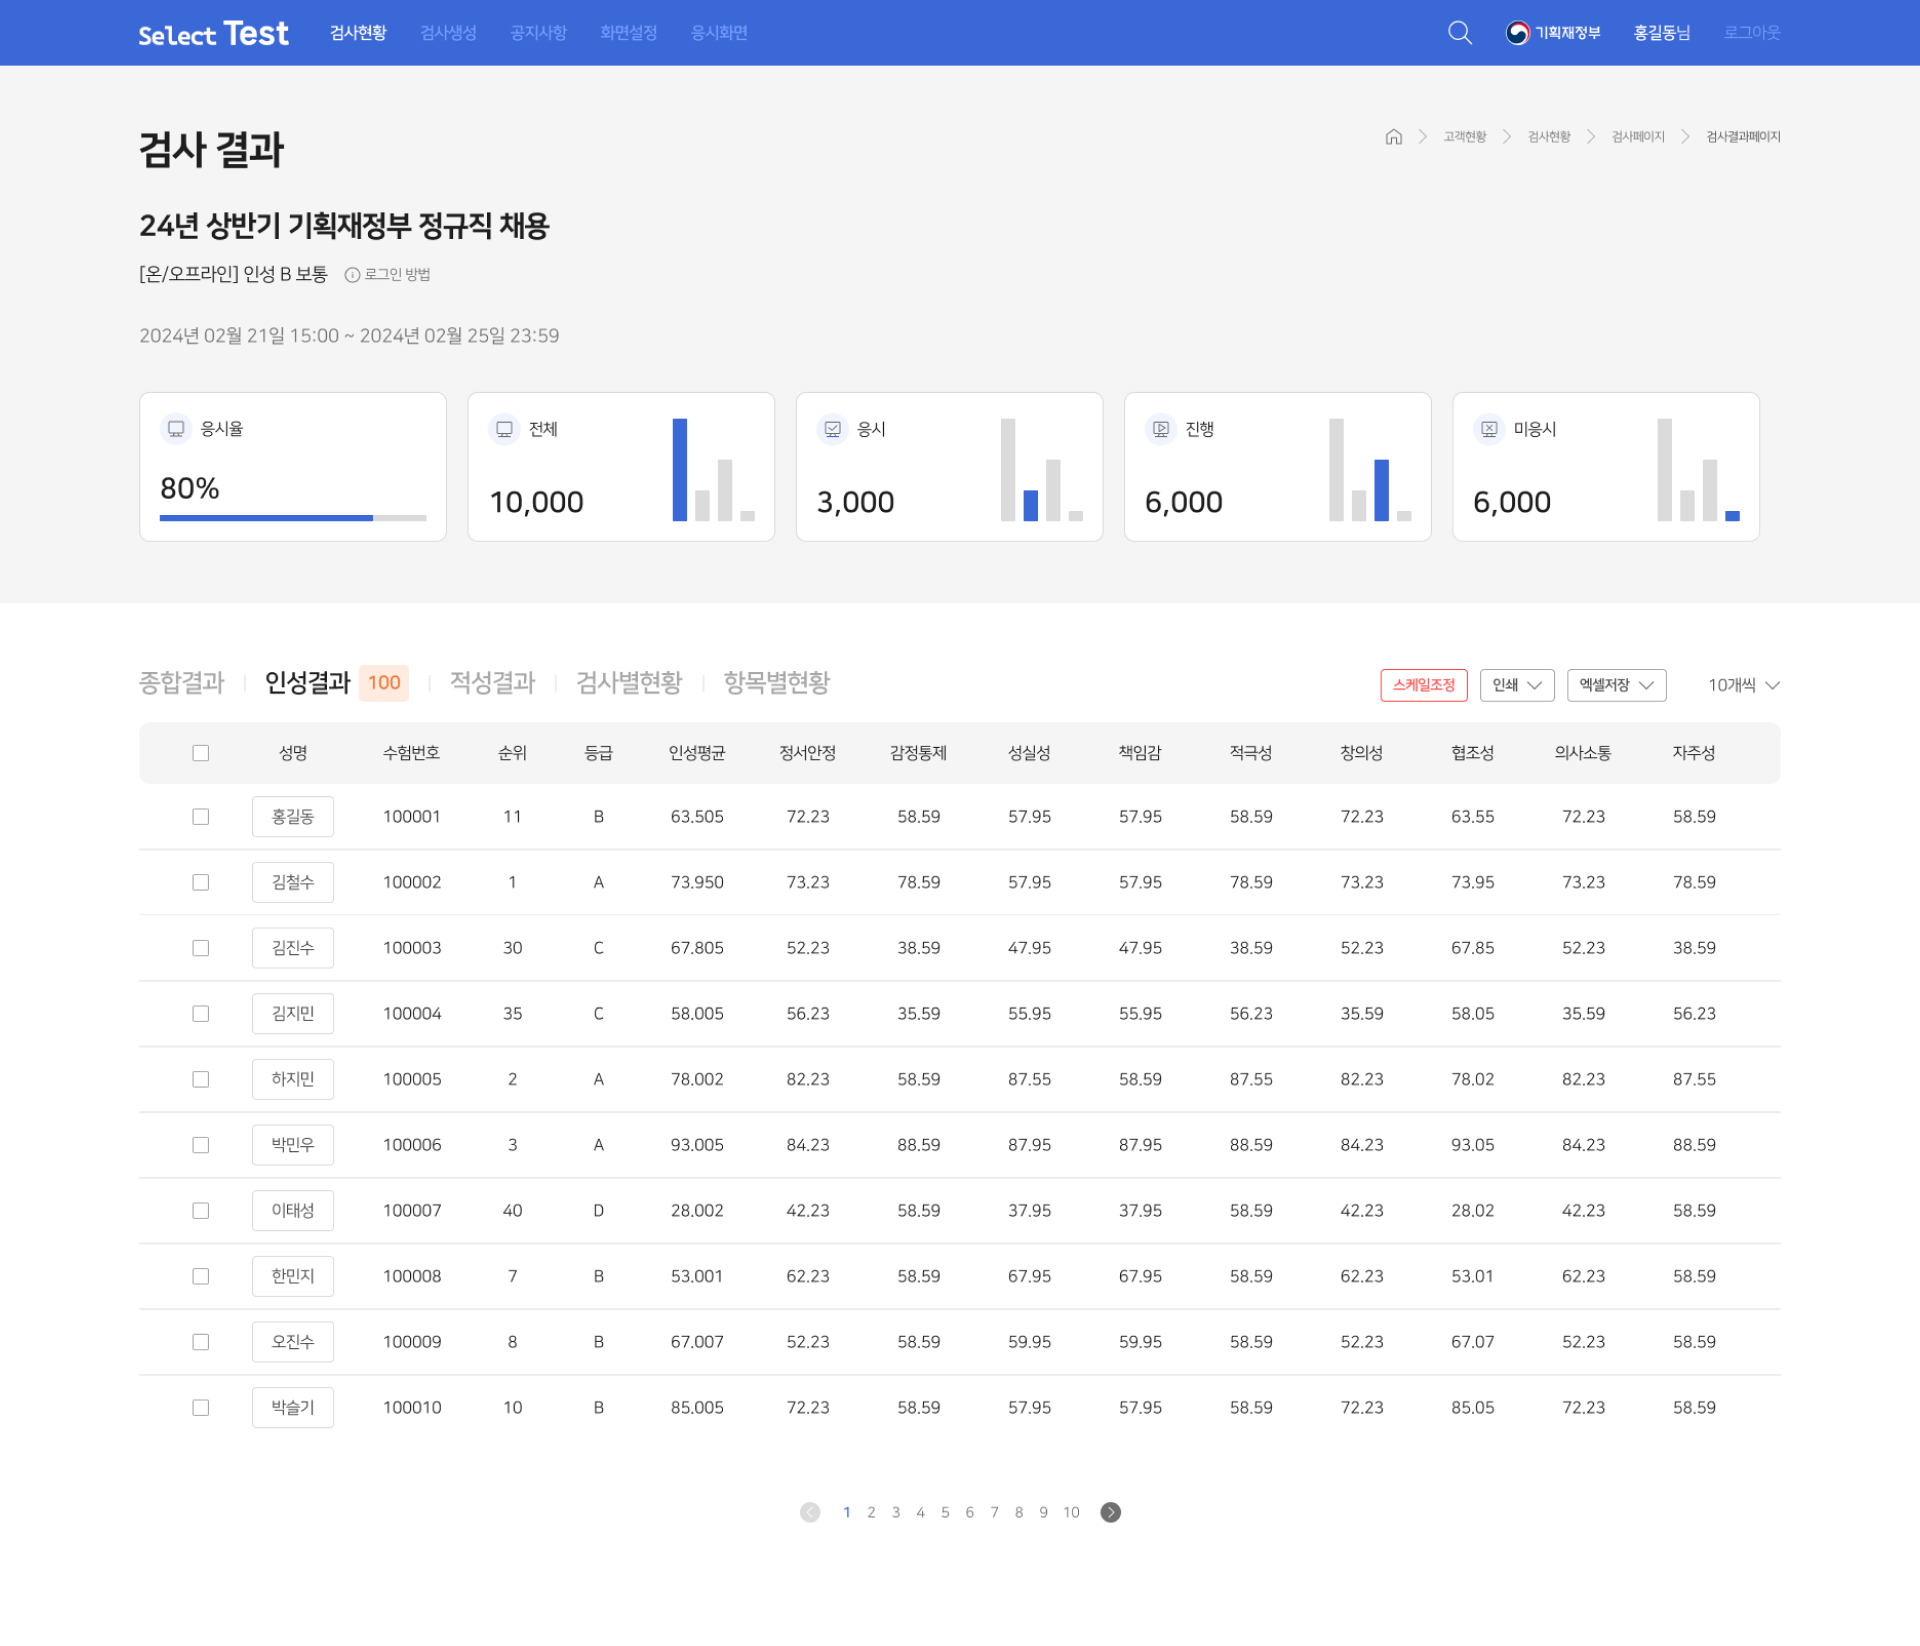 Select Test 검사현황 검사생성 공지사항 화면설정 응시화면 기획재정부 홍길동님 로그아웃
검사 결과
고객현황 검사현황 검사페이지 검사결과페이지
24년 상반기 기획재정부 정규직 채용
[온/오프라인] 인성 B 보통 로그인 방법
2024년 02월 21일 15:00 ~ 2024년 02월 25일 23:59
응시율 전체 응시 진행 미응시
80% 10,000 3,000 6,000 6,000
종합결과 인성결과 100 적성결과 검사별현황 항목별현황 스케일조정 인쇄 엑셀저장 10개씩
성명 수험번호 순위 등급 인성평균 정서안정 감정통제 성실성 책임감 적극성 창의성 협조성 의사소통 자주성
홍길동 100001 11 B 63.505 72.23 58.59 57.95 57.95 58.59 72.23 63.55 72.23 58.59
김철수 100002 1 A 73.950 73.23 78.59 57.95 57.95 78.59 73.23 73.95 73.23 78.59
김진수 100003 30 C 67.805 52.23 38.59 47.95 47.95 38.59 52.23 67.85 52.23 38.59
김지민 100004 35 C 58.005 56.23 35.59 55.95 55.95 56.23 35.59 58.05 35.59 56.23
하지민 100005 2 A 78.002 82.23 58.59 87.55 58.59 87.55 82.23 78.02 82.23 87.55
박민우 100006 3 A 93.005 84.23 88.59 87.95 87.95 88.59 84.23 93.05 84.23 88.59
이태성 100007 40 D 28.002 42.23 58.59 37.95 37.95 58.59 42.23 28.02 42.23 58.59
한민지 100008 7 B 53.001 62.23 58.59 67.95 67.95 58.59 62.23 53.01 62.23 58.59
오진수 100009 8 B 67.007 52.23 58.59 59.95 59.95 58.59 52.23 67.07 52.23 58.59
박슬기 100010 10 B 85.005 72.23 58.59 57.95 57.95 58.59 72.23 85.05 72.23 58.59
1 2 3 4 5 6 7 8 9 10